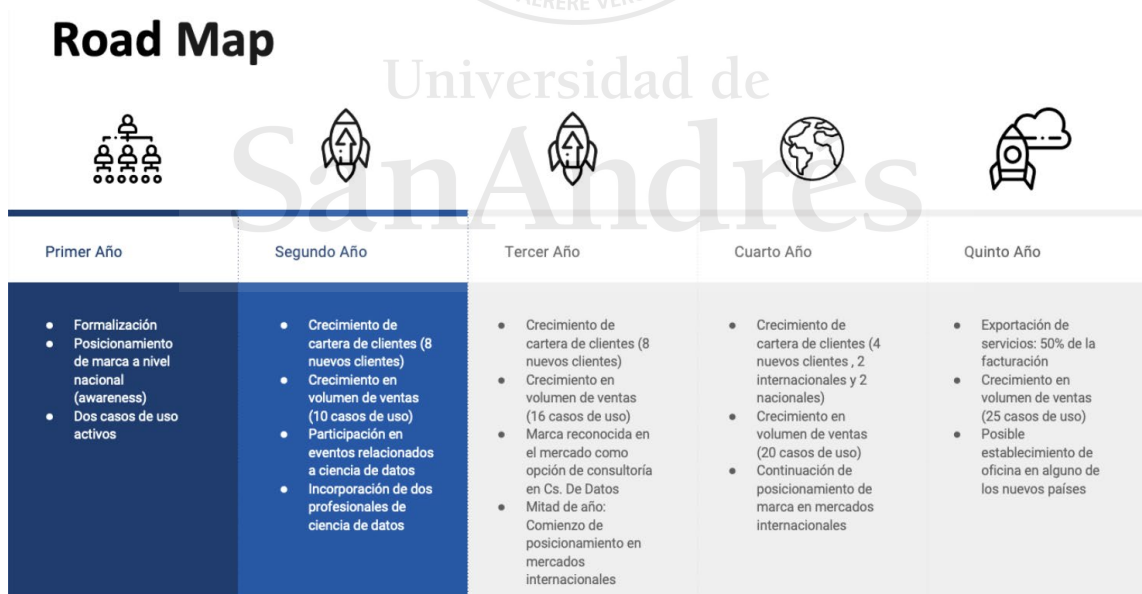 Road Map
Universidad de
SanAndres
Primer Año
Segundo Año
Tercer Año
Cuarto Año
Quinto Año
● Formalización
● Posicionamiento
de marca a nivel
nacional
(awareness)
● Dos casos de uso
activos
● Crecimiento de
cartera de clientes (8
nuevos clientes)
● Crecimiento en
volumen de ventas
(10 casos de uso)
● Participación en
eventos relacionados
a ciencia de datos
● Incorporación de dos
profesionales de
ciencia de datos
● Crecimiento de
cartera de clientes (8
nuevos clientes)
● Crecimiento en
volumen de ventas
(16 casos de uso)
● Marca reconocida en
el mercado como
opción de consultoría
en Cs. De Datos
● Mitad de año:
Comienzo de
posicionamiento en
mercados
internacionales
● Crecimiento de
cartera de clientes (4
nuevos clientes , 2
internacionales y 2
nacionales)
● Crecimiento en
volumen de ventas
(20 casos de uso)
● Continuación de
posicionamiento de
marca en mercados
internacionales
● Exportación de
servicios: 50% de la
facturación
● Crecimiento en
volumen de ventas
(25 casos de uso)
● Posible
establecimiento de
oficina en alguno de
los nuevos países